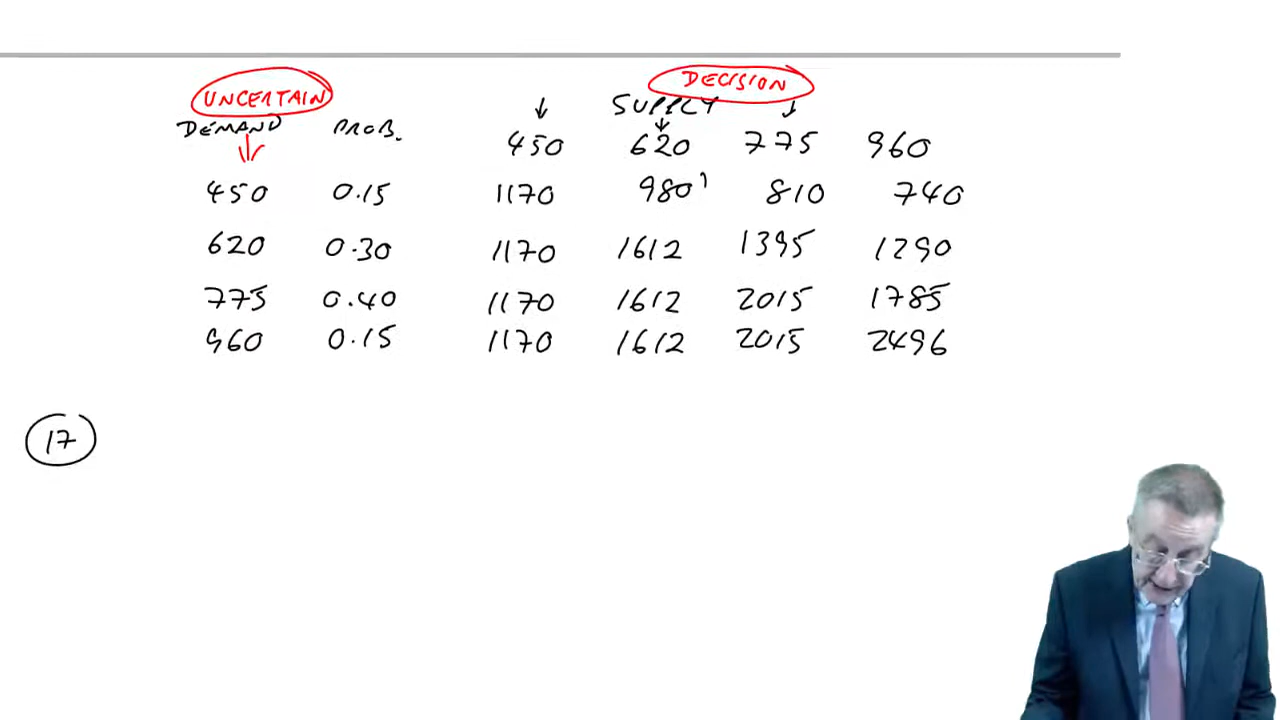 UNCERTAIN DECISION
DEMAND PROB. SUPPLY
450 620 775 960
450 0.15 1170 980 810 740
620 0.30 1170 1612 1395 1290
775 0.40 1170 1612 2015 1785
960 0.15 1170 1612 2015 2496
17